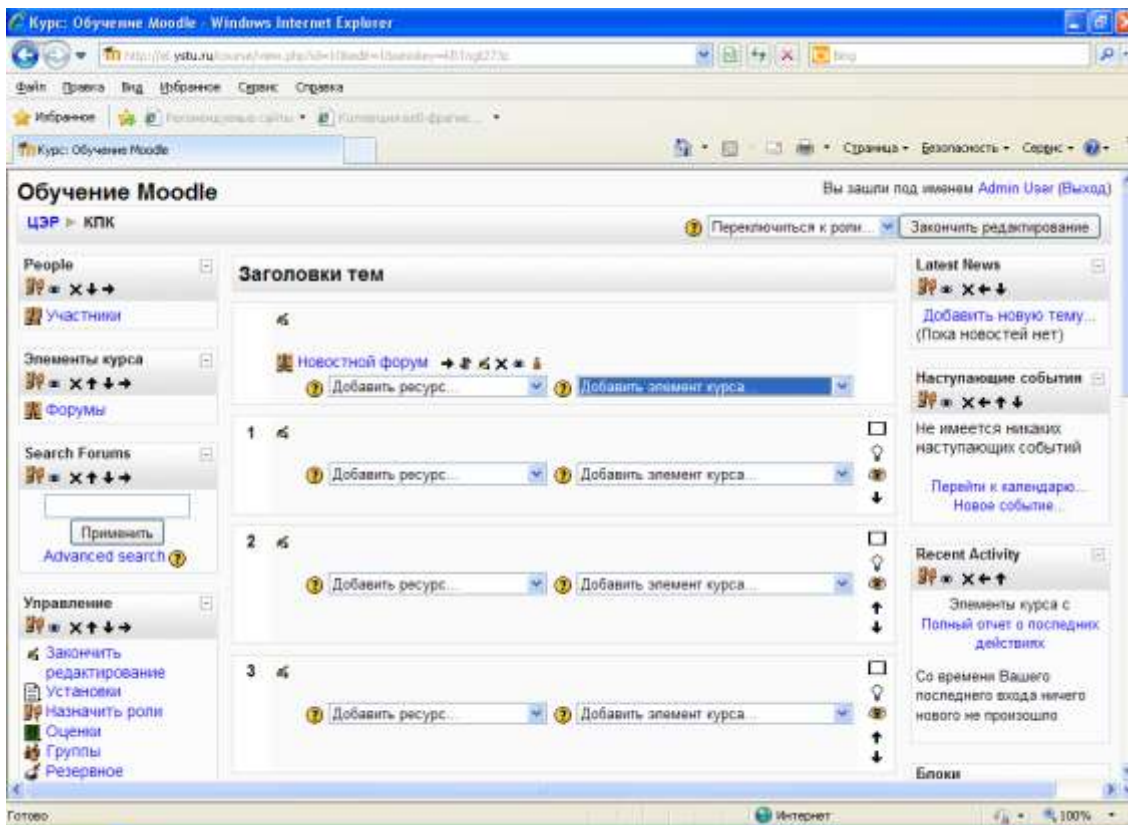 Курс: Обучение Moodle - Windows Internet Explorer
ystu.ru
bing
Файл Правка Вид Избранное Сервис Справка
Избранное
Курс: Обучение Moodle
Страница Безопасность Сервис
Обучение Moodle
Вы зашли под именем Admin User (Выход)
ЦЭР КПК
Переключиться к роли...
Закончить редактирование
People
Участники
Элементы курса
Форумы
Search Forums
Применить
Advanced search
Управление
Закончить
редактирование
Установки
Назначить роли
Оценки
Группы
Резервное
Заголовки тем
Новостной форум
Добавить ресурс... Добавить элемент курса...
1
Добавить ресурс... Добавить элемент курса...
2
Добавить ресурс... Добавить элемент курса...
3
Добавить ресурс... Добавить элемент курса...
Latest News
Добавить новую тему...
(Пока новостей нет)
Наступающие события
Не имеется никаких
наступающих событий
Перейти к календарю...
Новое событие...
Recent Activity
Элементы курса с
Полный отчет о последних
действиях
Со времени Вашего
последнего входа ничего
нового не произошло
Блоки
Готово
Интернет
100%